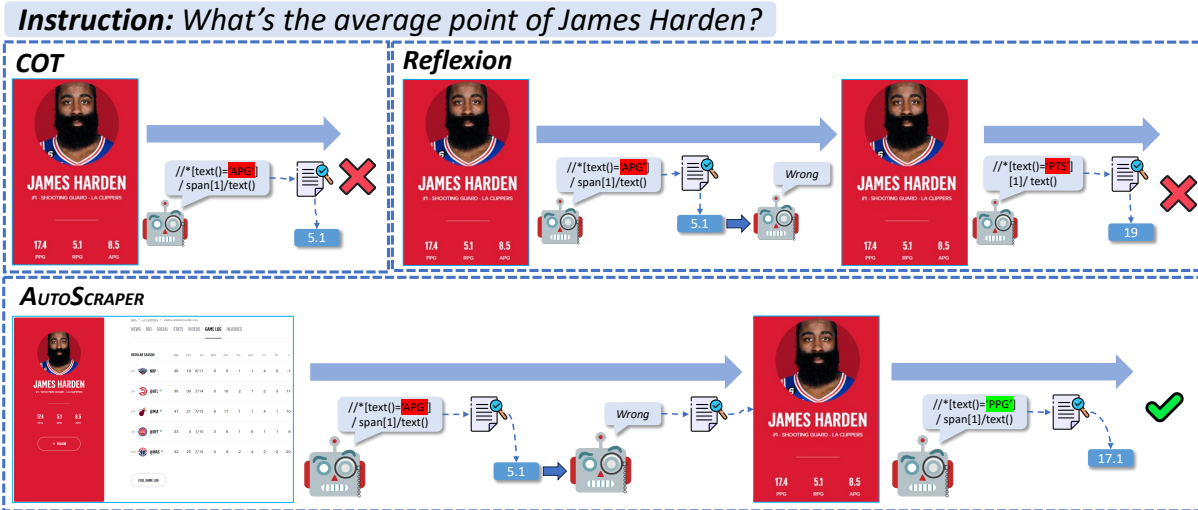 Instruction: What's the average point of James Harden?
COT
JAMES HARDEN
#1 - SHOOTING GUARD - LA CLIPPERS
17.4 5.1 8.5
PPG RPG APG
//*[text()='APG']
/ span[1]/text()
5.1
Reflexion
JAMES HARDEN
#1 - SHOOTING GUARD - LA CLIPPERS
17.4 5.1 8.5
PPG RPG APG
//*[text()='APG']
/ span[1]/text()
5.1
Wrong
JAMES HARDEN
#1 - SHOOTING GUARD - LA CLIPPERS
17.4 5.1 8.5
PPG RPG APG
//*[text()='PTS']
[1]/ text()
19
AUTOSCRAPER
JAMES HARDEN
17.4 5.1 8.5
PPG RPG APG
NEWS BIO SOCIAL STATS VIDEOS GAME LOG INJURIES
REGULAR SEASON
FULL GAME LOG
//*[text()='APG']
/ span[1]/text()
5.1
Wrong
JAMES HARDEN
#1 - SHOOTING GUARD - LA CLIPPERS
17.4 5.1 8.5
PPG RPG APG
//*[text()='PPG']
/ span[1]/text()
17.1